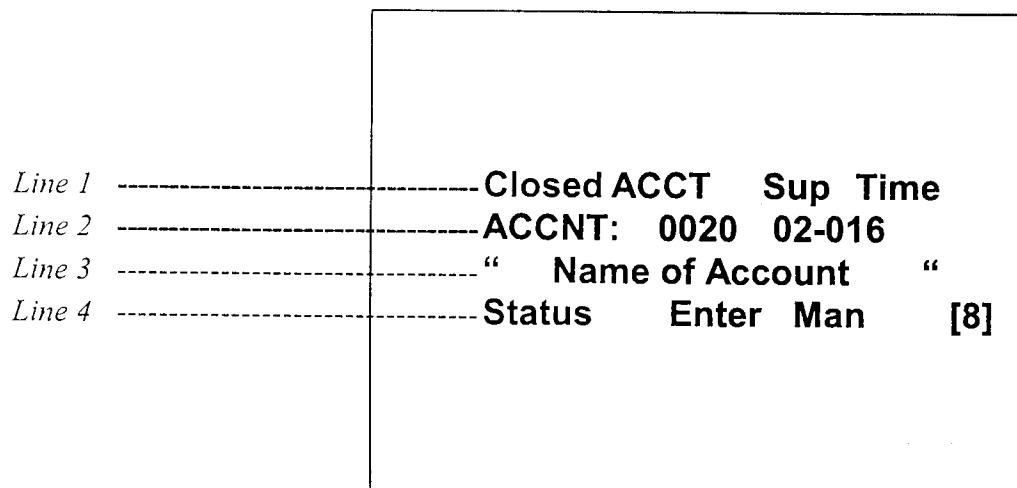 Line 1 ---------------------------------- Closed ACCT Sup Time
Line 2 ---------------------------------- ACCNT: 0020 02-016
Line 3 ---------------------------------- “ Name of Account “
Line 4 ---------------------------------- Status Enter Man [8]